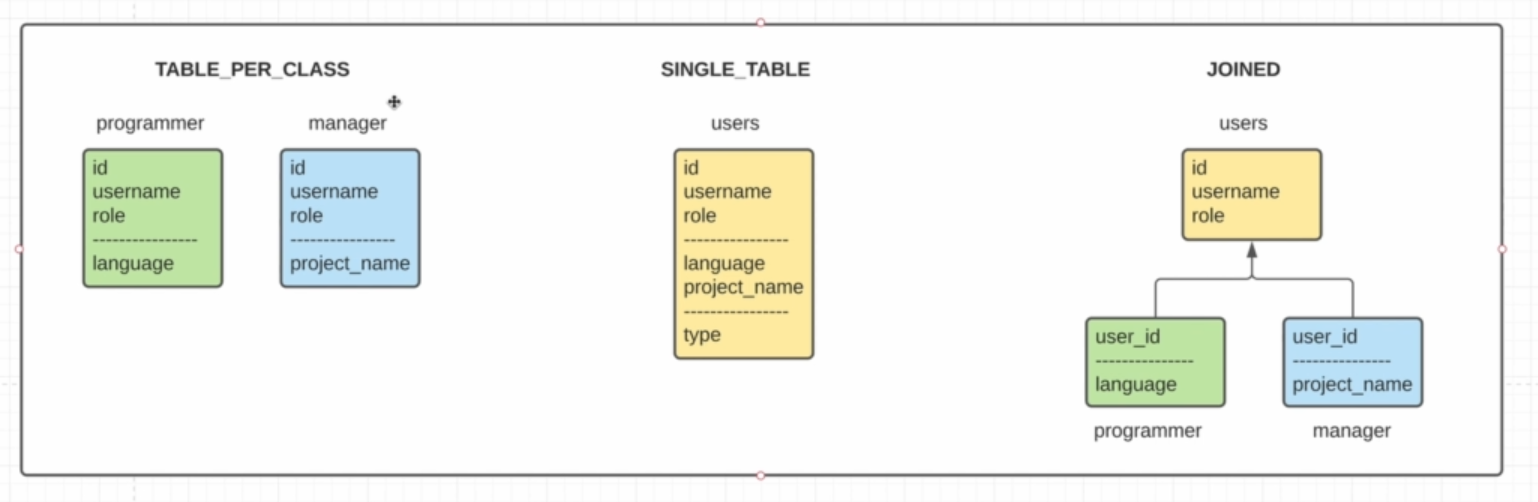 TABLE_PER_CLASS
programmer
id
username
role
----------------
language
manager
id
username
role
----------------
project_name
SINGLE_TABLE
users
id
username
role
----------------
language
project_name
----------------
type
JOINED
users
id
username
role
user_id
---------------
language
programmer
user_id
---------------
project_name
manager